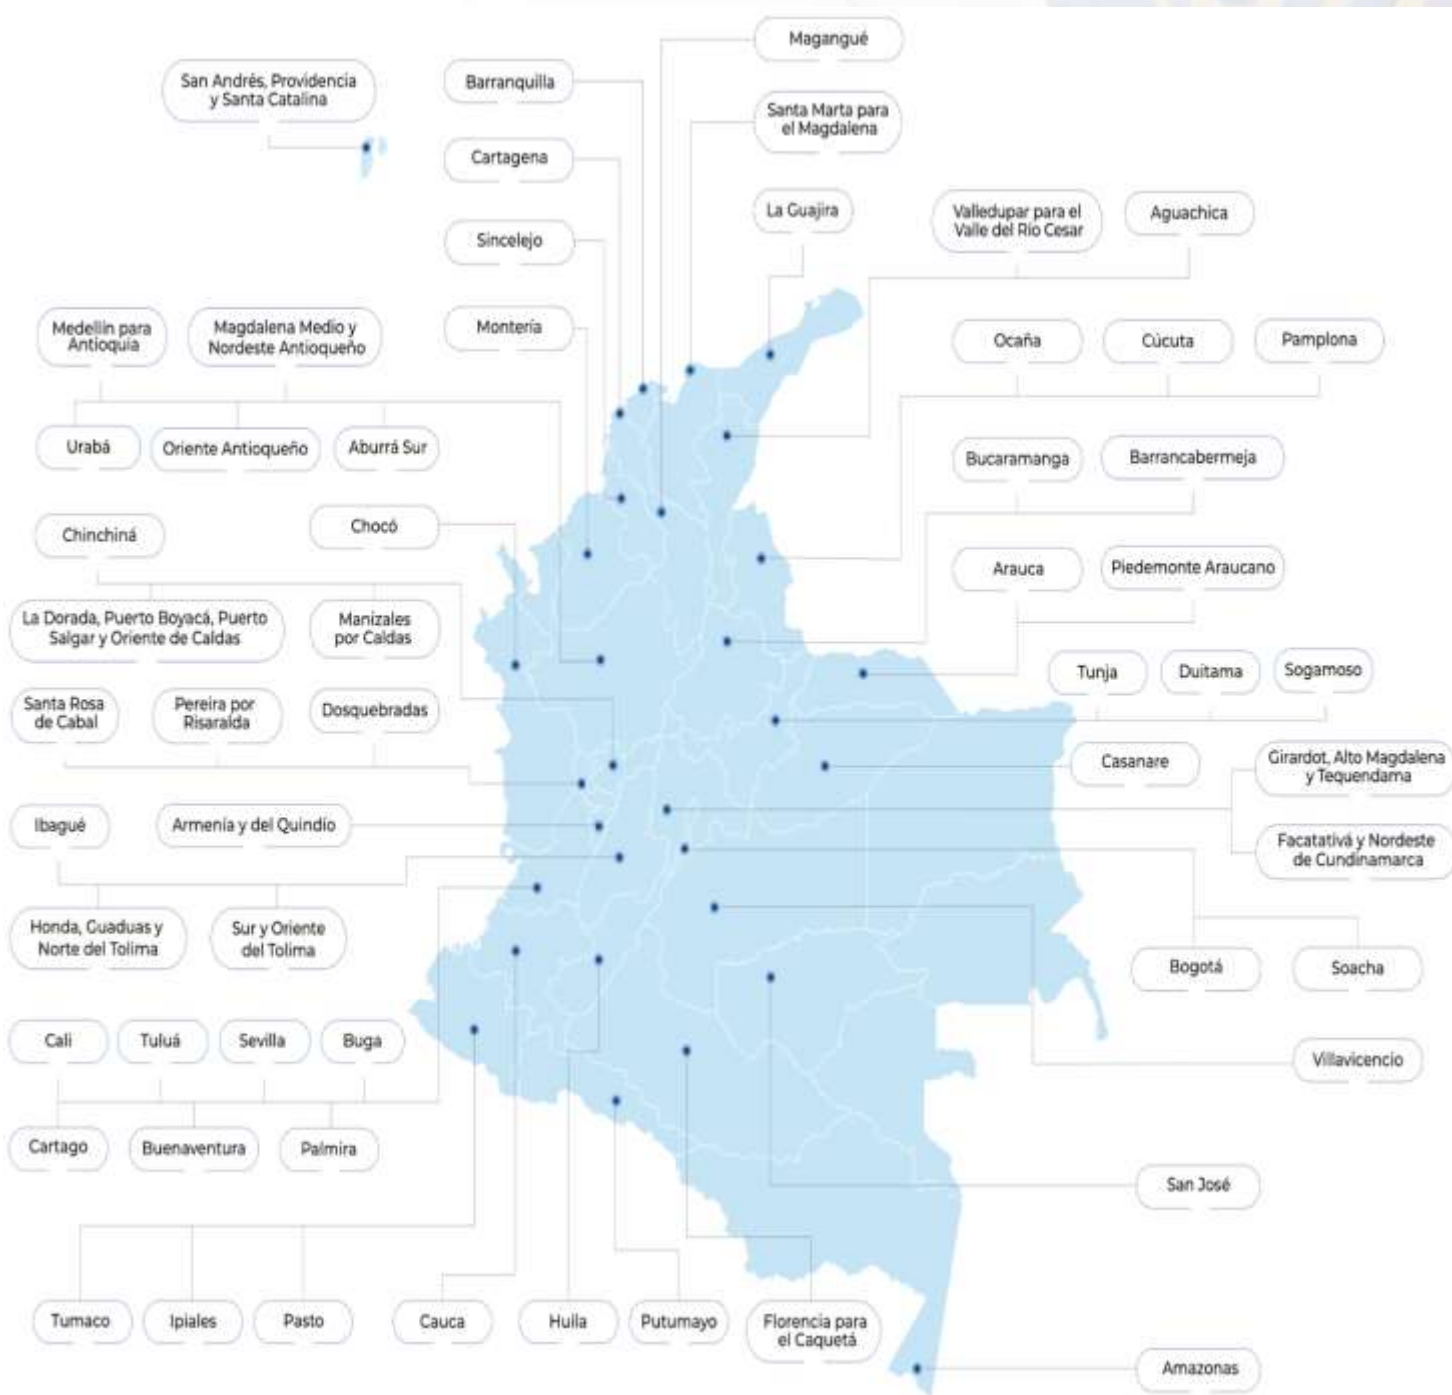 Magangué
San Andrés, Providencia
y Santa Catalina
Barranquilla
Santa Marta para
el Magdalena
Cartagena
La Guajira
Valledupar para el
Valle del Río Cesar
Aguachica
Sincelejo
Montería
Medellín para
Antioquia
Magdalena Medio y
Nordeste Antioqueño
Ocaña
Cúcuta
Pamplona
Urabá
Oriente Antioqueño
Aburrá Sur
Bucaramanga
Barrancabermeja
Chinchiná
Chocó
Arauca
Piedemonte Araucano
La Dorada, Puerto Boyacá, Puerto
Salgar y Oriente de Caldas
Manizales
por Caldas
Tunja
Duitama
Sogamoso
Santa Rosa
de Cabal
Pereira por
Risaralda
Dosquebradas
Casanare
Girardot, Alto Magdalena
y Tequendama
Ibagué
Armenia y del Quindío
Facatativá y Nordeste
de Cundinamarca
Honda, Guaduas y
Norte del Tolima
Sur y Oriente
del Tolima
Bogotá
Soacha
Cali
Tuluá
Sevilla
Buga
Villavicencio
Cartago
Buenaventura
Palmira
San José
Tumaco
Ipiales
Pasto
Cauca
Huila
Putumayo
Florencia para
el Caquetá
Amazonas